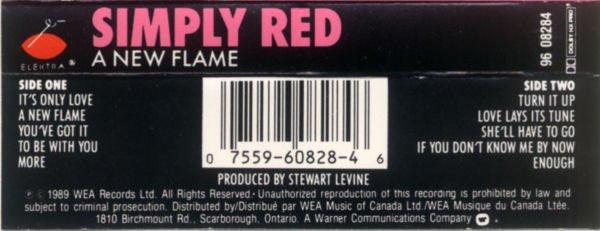 SIMPLY RED
A NEW FLAME
ELEKTRA ®
96 08284
DOLBY HX PRO
SIDE ONE
IT'S ONLY LOVE
A NEW FLAME
YOU'VE GOT IT
TO BE WITH YOU
MORE
0 7559-60828-4 6
PRODUCED BY STEWART LEVINE
SIDE TWO
TURN IT UP
LOVE LAYS ITS TUNE
SHE'LL HAVE TO GO
IF YOU DON'T KNOW ME BY NOW
ENOUGH
℗ © 1989 WEA Records Ltd. All Rights Reserved • Unauthorized reproduction of this recording is prohibited by law and
subject to criminal prosecution. Distributed by/Distribué par WEA Music of Canada Ltd./WEA Musique du Canada Ltée.
1810 Birchmount Rd., Scarborough, Ontario. A Warner Communications Company